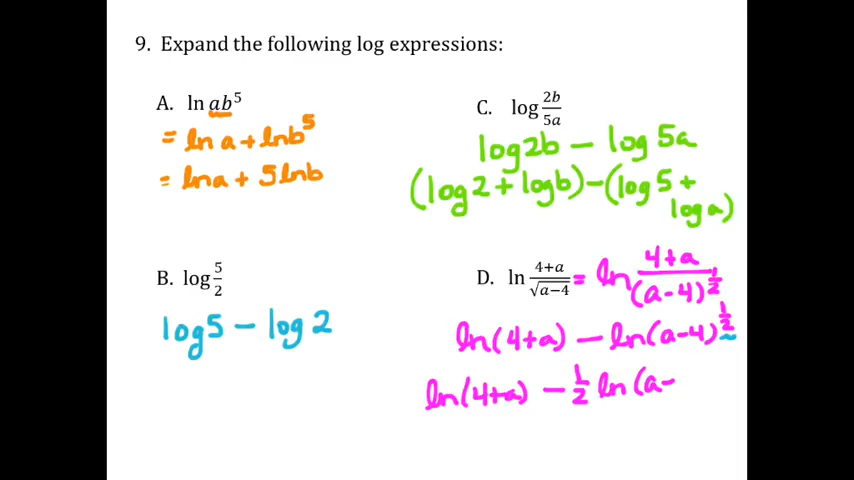 9. Expand the following log expressions:
A. ln ab⁵
= ln a + ln b⁵
= ln a + 5 ln b
B. log 5/2
log 5 − log 2
C. log 2b/5a
log 2b − log 5a
(log 2 + log b) − (log 5 +
log a)
D. ln (4+a)/√(a−4) = ln (4+a)/(a-4)^½
ln(4+a) − ln(a-4)^½
ln(4+a) − ½ ln(a-